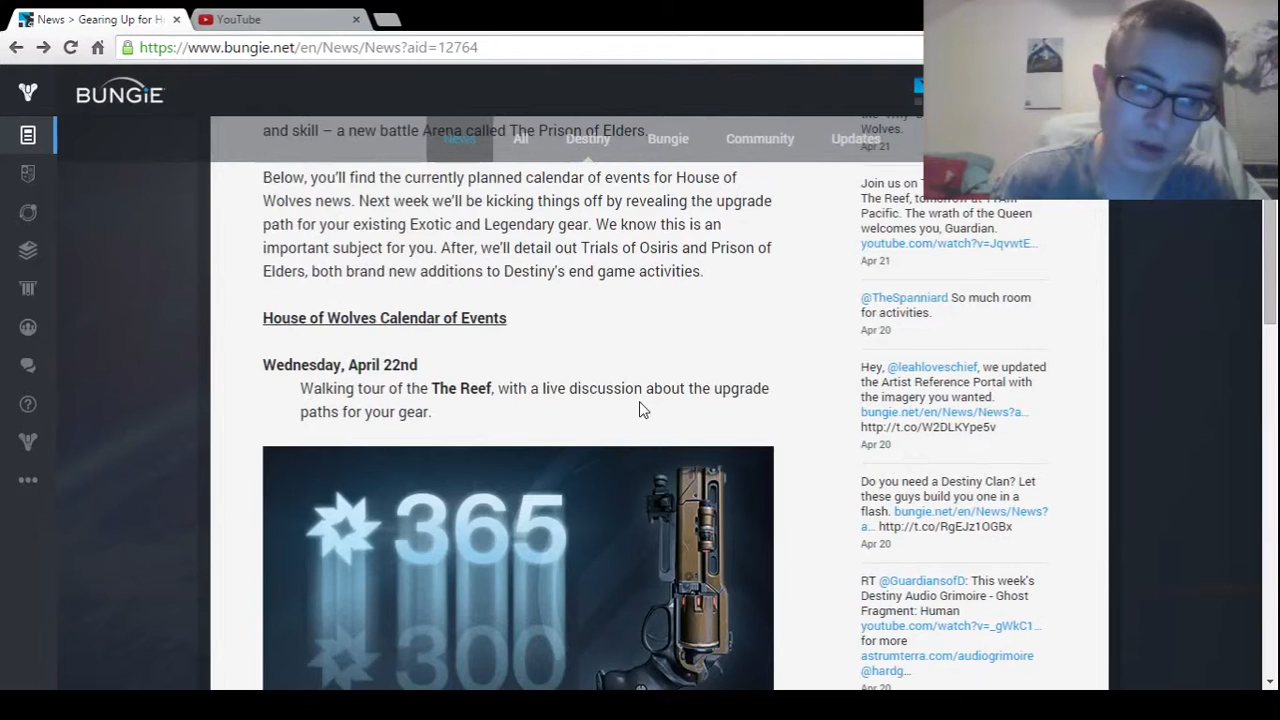 News > Gearing Up for H
YouTube
https://www.bungie.net/en/News/News?aid=12764
BUNGiE
and skill – a new battle Arena called The Prison of Elders.
News All Destiny Bungie Community Updates
Below, you'll find the currently planned calendar of events for House of
Wolves news. Next week we'll be kicking things off by revealing the upgrade
path for your existing Exotic and Legendary gear. We know this is an
important subject for you. After, we'll detail out Trials of Osiris and Prison of
Elders, both brand new additions to Destiny's end game activities.
House of Wolves Calendar of Events
Wednesday, April 22nd
Walking tour of the The Reef, with a live discussion about the upgrade
paths for your gear.
365
300
Wolves.
Apr 21
Join us on T
The Reef, tomorrow at 11AM
Pacific. The wrath of the Queen
welcomes you, Guardian.
youtube.com/watch?v=JqvwtE...
Apr 21
@TheSpanniard So much room
for activities.
Apr 20
Hey, @leahloveschief, we updated
the Artist Reference Portal with
the imagery you wanted.
bungie.net/en/News/News?a...
http://t.co/W2DLKYpe5v
Apr 20
Do you need a Destiny Clan? Let
these guys build you one in a
flash. bungie.net/en/News/News?
a... http://t.co/RgEJz1OGBx
Apr 20
RT @GuardiansofD: This week's
Destiny Audio Grimoire - Ghost
Fragment: Human
youtube.com/watch?v=_gWkC1...
for more
astrumterra.com/audiogrimoire
@hardg...
Apr 20